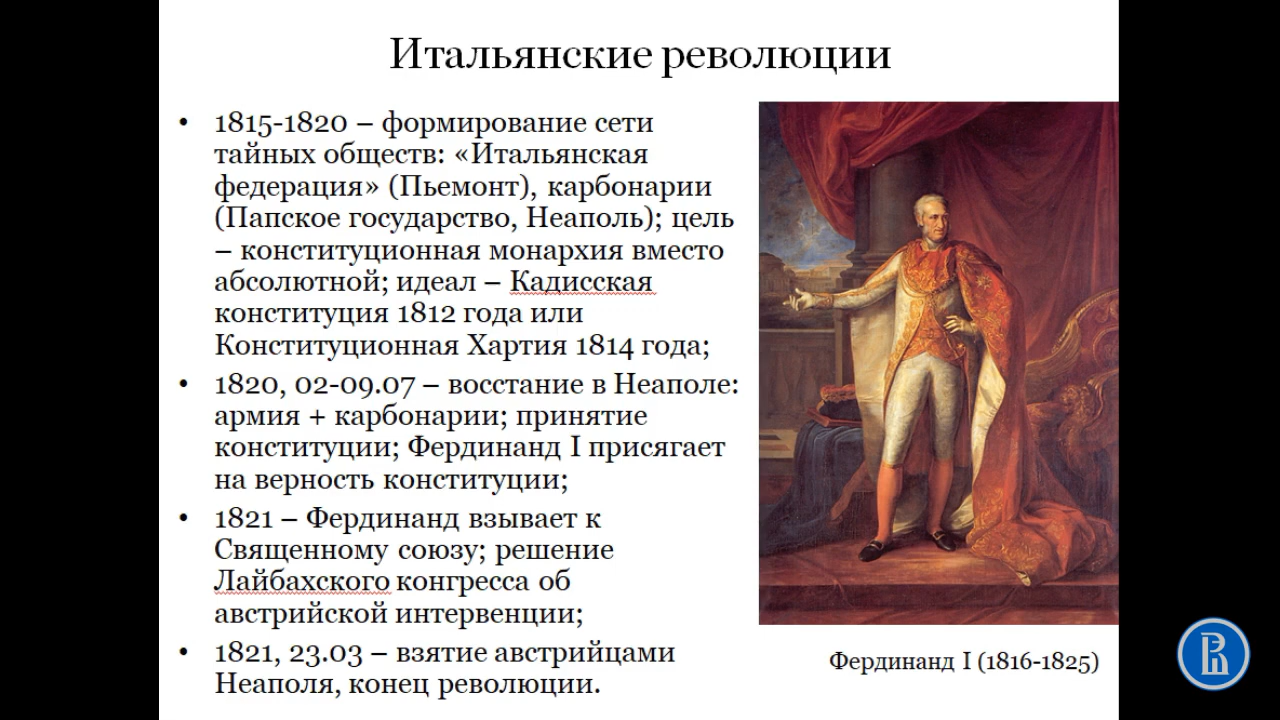 Итальянские революции
• 1815-1820 – формирование сети
тайных обществ: «Итальянская
федерация» (Пьемонт), карбонарии
(Папское государство, Неаполь); цель
– конституционная монархия вместо
абсолютной; идеал – Кадисская
конституция 1812 года или
Конституционная Хартия 1814 года;
• 1820, 02-09.07 – восстание в Неаполе:
армия + карбонарии; принятие
конституции; Фердинанд I присягает
на верность конституции;
• 1821 – Фердинанд взывает к
Священному союзу; решение
Лайбахского конгресса об
австрийской интервенции;
• 1821, 23.03 – взятие австрийцами
Неаполя, конец революции.
Фердинанд I (1816-1825)